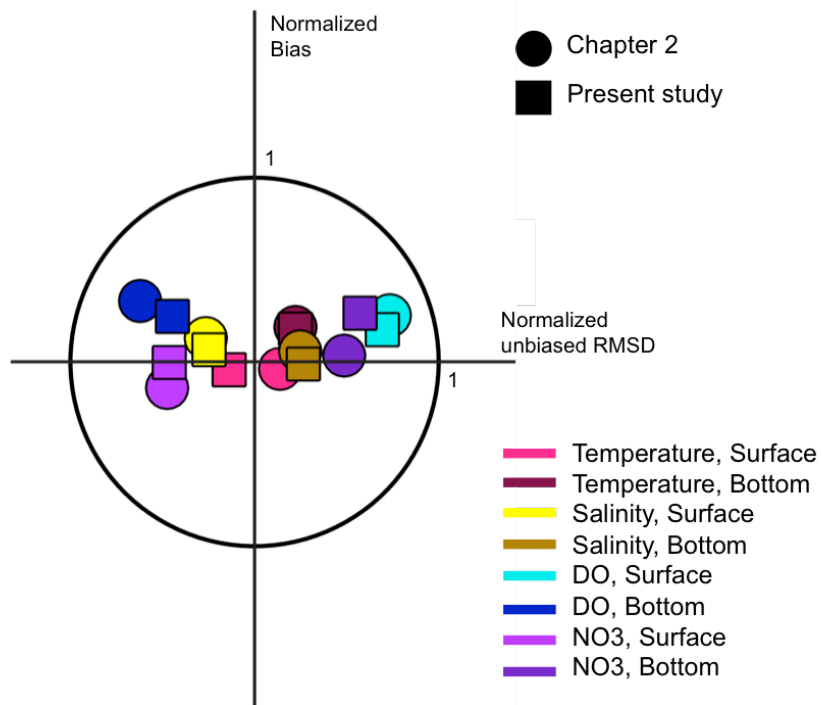 Normalized
Bias
Chapter 2
Present study
1
Normalized
unbiased RMSD
1
Temperature, Surface
Temperature, Bottom
Salinity, Surface
Salinity, Bottom
DO, Surface
DO, Bottom
NO3, Surface
NO3, Bottom